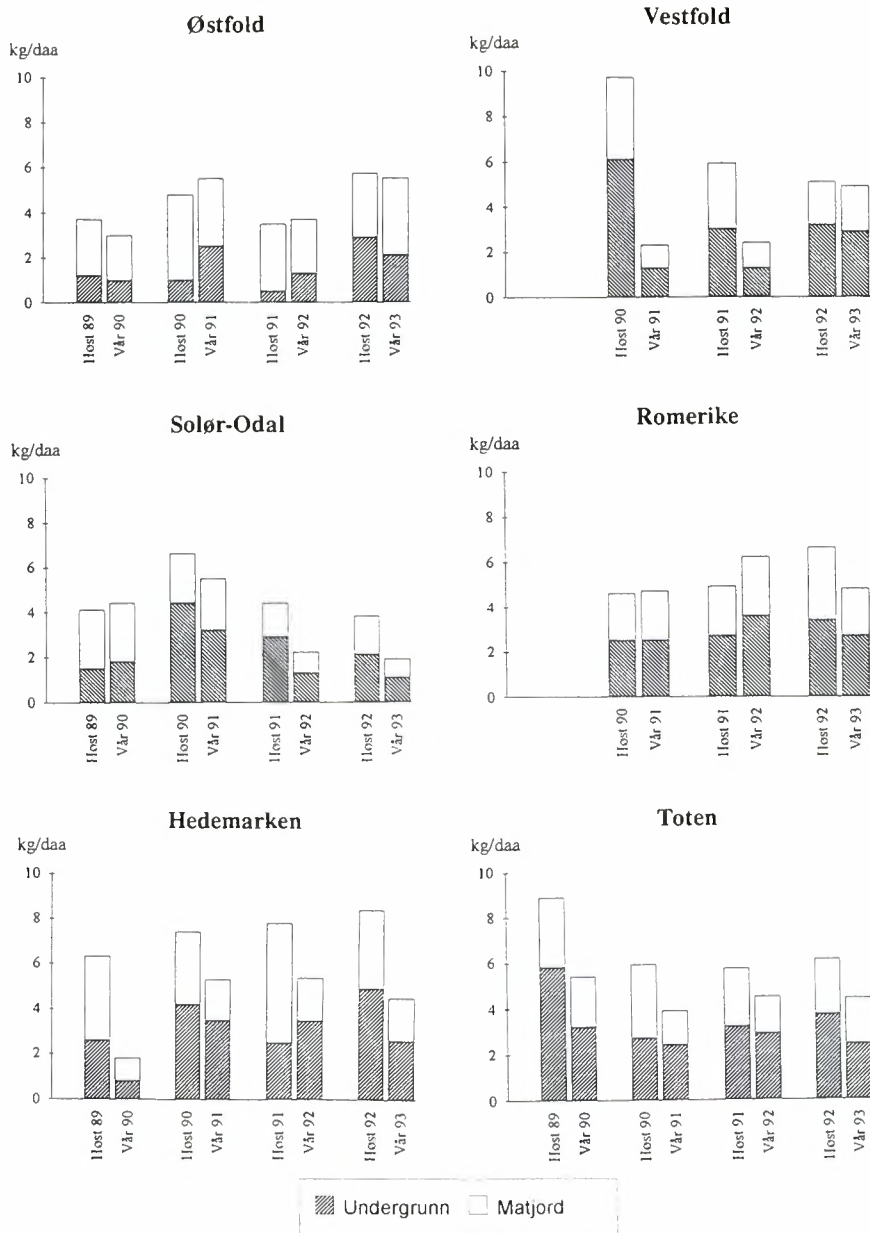 Østfold
kg/daa
10
8
6
4
2
0
Høst 89
Vår 90
Høst 90
Vår 91
Høst 91
Vår 92
Høst 92
Vår 93
Vestfold
kg/daa
10
8
6
4
2
0
Høst 90
Vår 91
Høst 91
Vår 92
Høst 92
Vår 93
Solør-Odal
kg/daa
10
8
6
4
2
0
Høst 89
Vår 90
Høst 90
Vår 91
Høst 91
Vår 92
Høst 92
Vår 93
Romerike
kg/daa
10
8
6
4
2
0
Høst 90
Vår 91
Høst 91
Vår 92
Høst 92
Vår 93
Hedemarken
kg/daa
10
8
6
4
2
0
Høst 89
Vår 90
Høst 90
Vår 91
Høst 91
Vår 92
Høst 92
Vår 93
Toten
kg/daa
10
8
6
4
2
0
Høst 89
Vår 90
Høst 90
Vår 91
Høst 91
Vår 92
Høst 92
Vår 93
Undergrunn Matjord